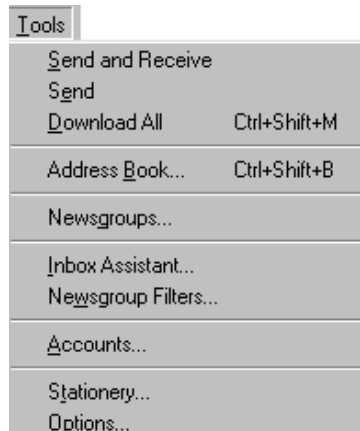 Tools
Send and Receive
Send
Download All Ctrl+Shift+M
Address Book... Ctrl+Shift+B
Newsgroups...
Inbox Assistant...
Newsgroup Filters...
Accounts...
Stationery...
Options...